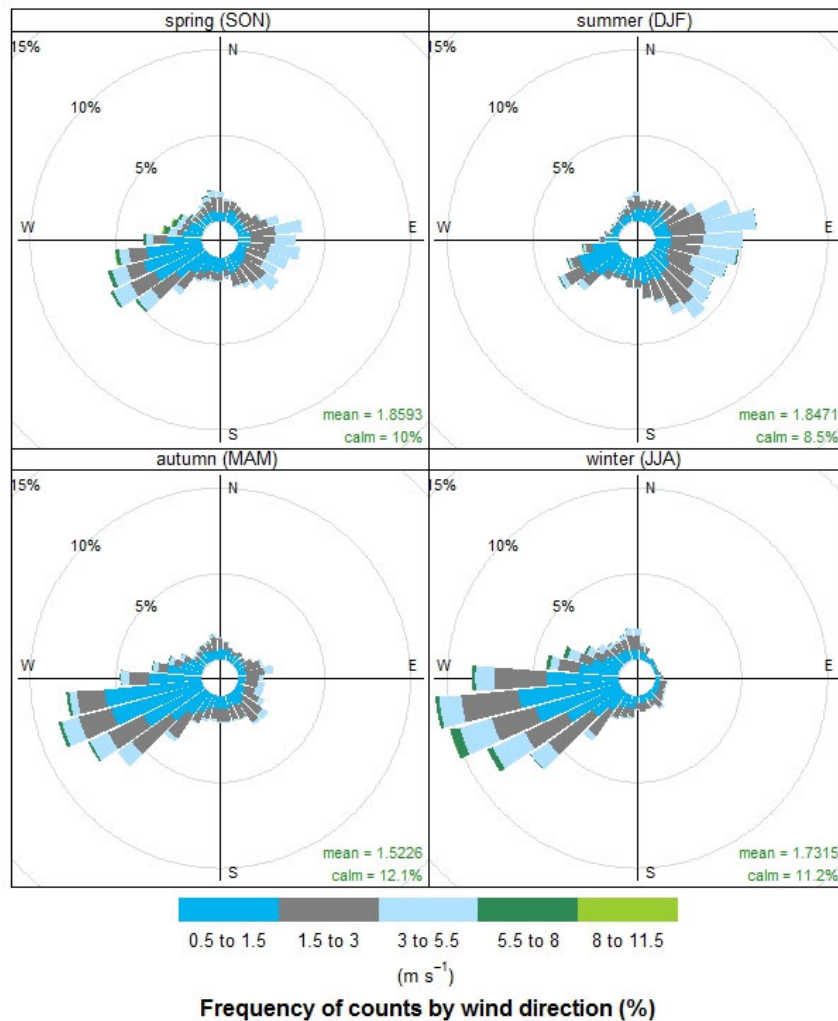 spring (SON)
summer (DJF)
15%
N
10%
5%
W
E
S
mean = 1.8593
calm = 10%
15%
N
10%
5%
W
E
S
mean = 1.8471
calm = 8.5%
autumn (MAM)
winter (JJA)
15%
N
10%
5%
W
E
S
mean = 1.5226
calm = 12.1%
15%
N
10%
5%
W
E
S
mean = 1.7315
calm = 11.2%
0.5 to 1.5
1.5 to 3
3 to 5.5
5.5 to 8
8 to 11.5
(m s⁻¹)
Frequency of counts by wind direction (%)